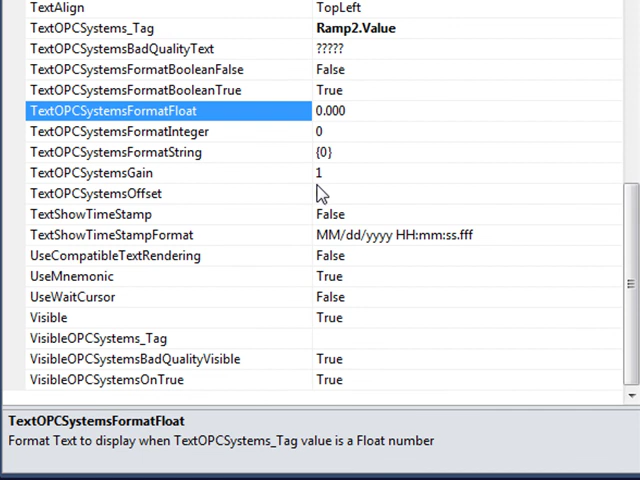 TextAlign TopLeft
TextOPCSystems_Tag Ramp2.Value
TextOPCSystemsBadQualityText ?????
TextOPCSystemsFormatBooleanFalse False
TextOPCSystemsFormatBooleanTrue True
TextOPCSystemsFormatFloat 0.000
TextOPCSystemsFormatInteger 0
TextOPCSystemsFormatString {0}
TextOPCSystemsGain 1
TextOPCSystemsOffset
TextShowTimeStamp False
TextShowTimeStampFormat MM/dd/yyyy HH:mm:ss.fff
UseCompatibleTextRendering False
UseMnemonic True
UseWaitCursor False
Visible True
VisibleOPCSystems_Tag
VisibleOPCSystemsBadQualityVisible True
VisibleOPCSystemsOnTrue True
TextOPCSystemsFormatFloat
Format Text to display when TextOPCSystems_Tag value is a Float number